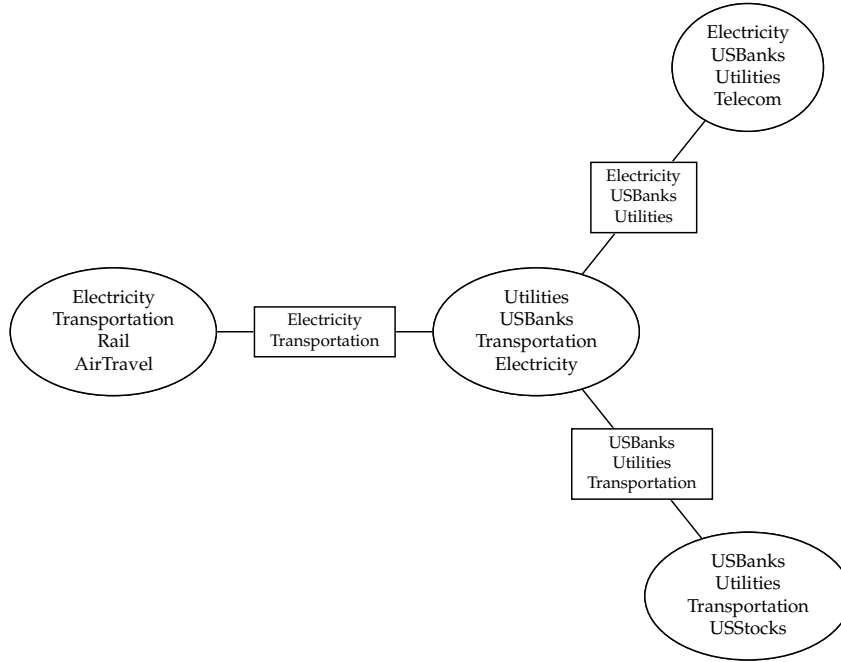 Electricity
USBanks
Utilities
Telecom
Electricity
USBanks
Utilities
Electricity
Transportation
Rail
AirTravel
Electricity
Transportation
Utilities
USBanks
Transportation
Electricity
USBanks
Utilities
Transportation
USBanks
Utilities
Transportation
USStocks